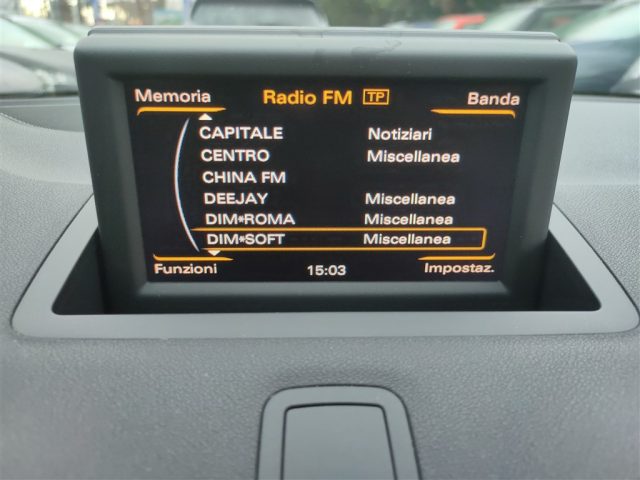 Memoria Radio FM TP Banda
CAPITALE Notiziari
CENTRO Miscellanea
CHINA FM
DEEJAY Miscellanea
DIM*ROMA Miscellanea
DIM*SOFT Miscellanea
Funzioni 15:03 Impostaz.